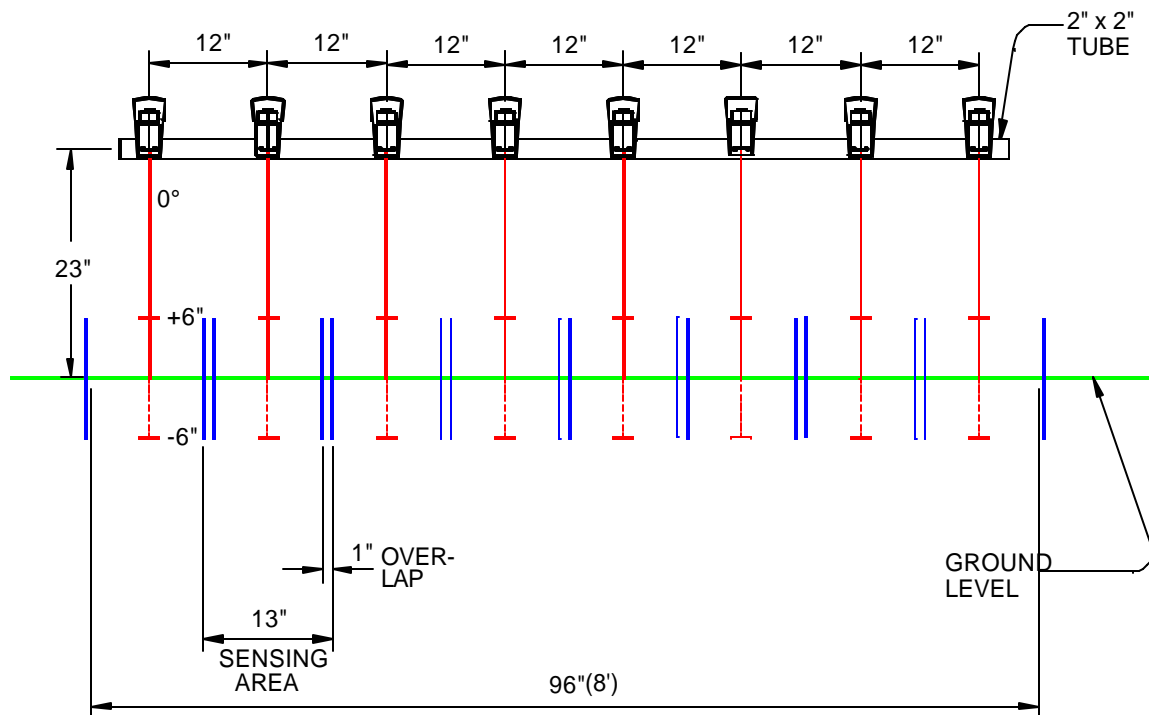 2" x 2"
TUBE
12" 12" 12" 12" 12" 12" 12"
0°
23"
+6"
-6"
1" OVER-
LAP
GROUND
LEVEL
13"
SENSING
AREA
96"(8')